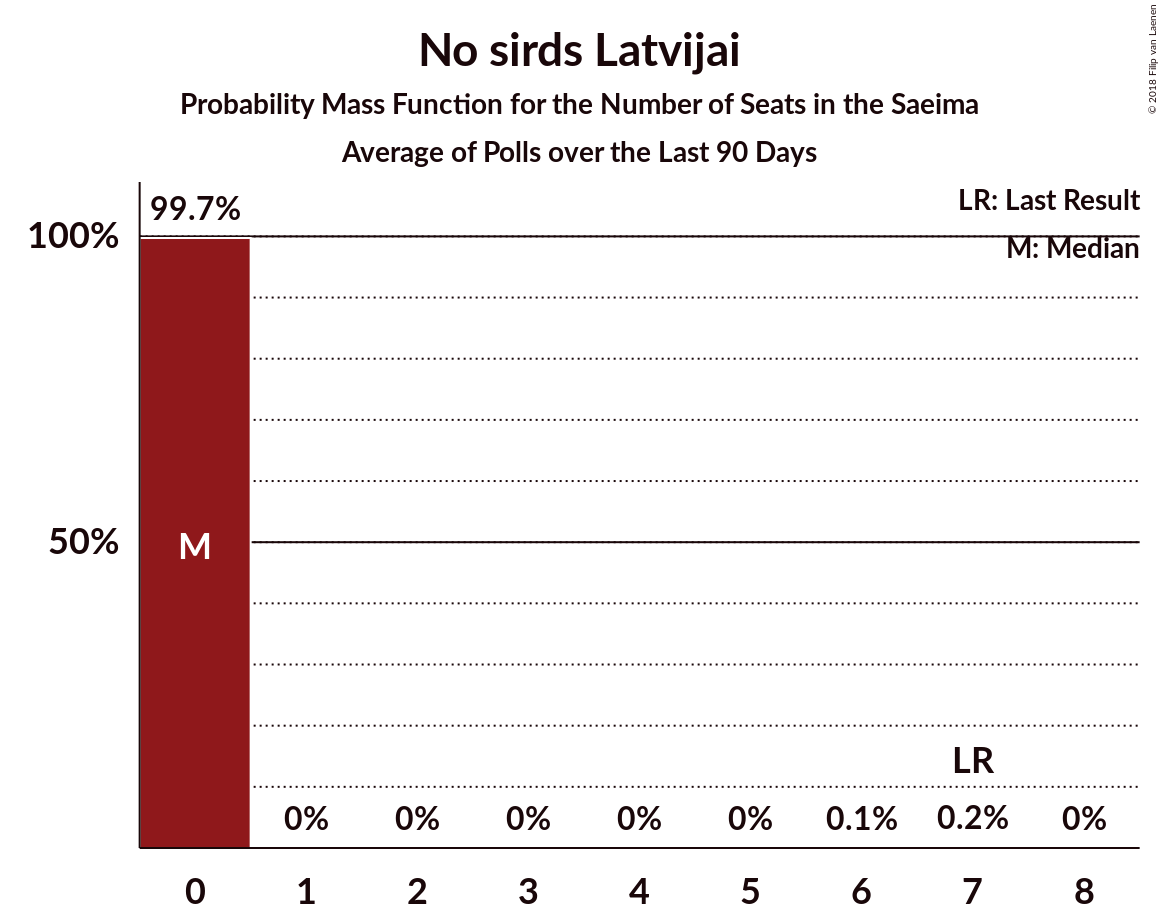 No sirds Latvijai
Probability Mass Function for the Number of Seats in the Saeima
Average of Polls over the Last 90 Days
© 2018 Filip van Laenen
LR: Last Result
M: Median
99.7%
100%
50%
M
LR
0%
0%
0%
0%
0%
0.1%
0.2%
0%
0 1 2 3 4 5 6 7 8